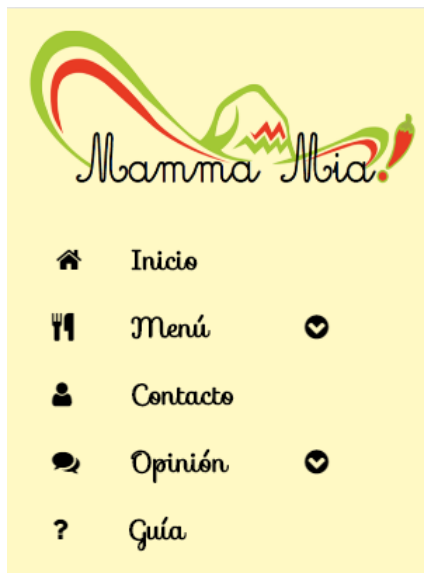 Mamma Mia!
Inicio
Menú
Contacto
Opinión
? Guía